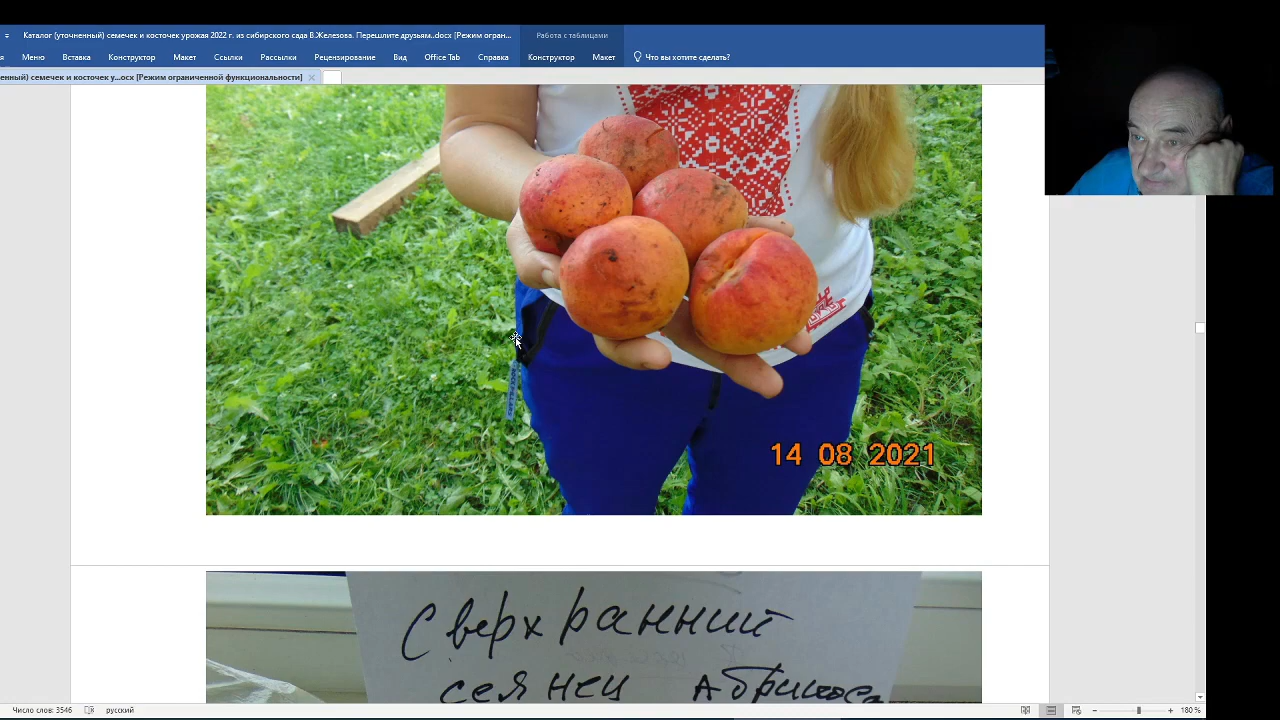 Каталог (уточненный) семечек и косточек урожая 2022 г. из сибирского сада В.Железова. Перешлите друзьям..docx [Режим огран...
Работа с таблицами
я Меню Вставка Конструктор Макет Ссылки Рассылки Рецензирование Вид Office Tab Справка Конструктор Макет Что вы хотите сделать?
енный) семечек и косточек у...ocx [Режим ограниченной функциональности]
14 08 2021
Сверхранний
сеянец Абрикоса
Число слов: 3546 русский 180 %